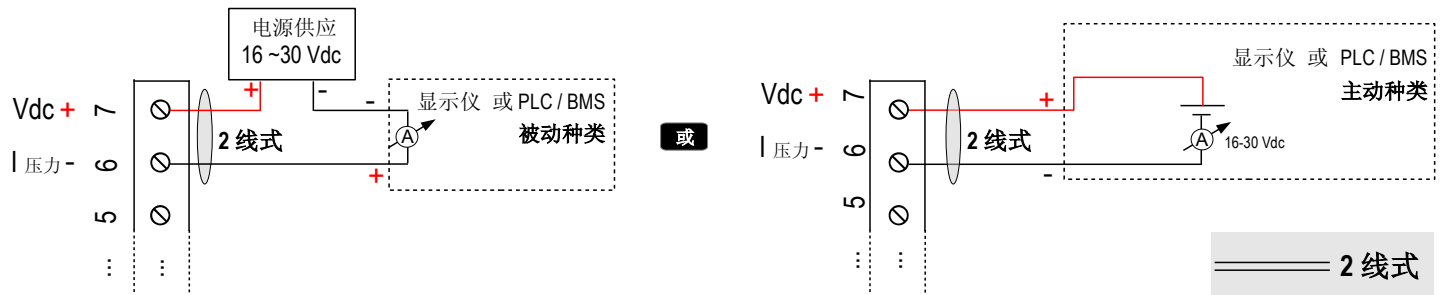 电源供应
16 ~30 Vdc
+ -
Vdc + 7
2 线式
- 显示仪 或 PLC / BMS
被动种类
A
I 压力 - 6
+
5
...
...
或
显示仪 或 PLC / BMS
主动种类
Vdc + 7
+
2 线式
A 16-30 Vdc
I 压力 - 6
-
5
...
...
2 线式